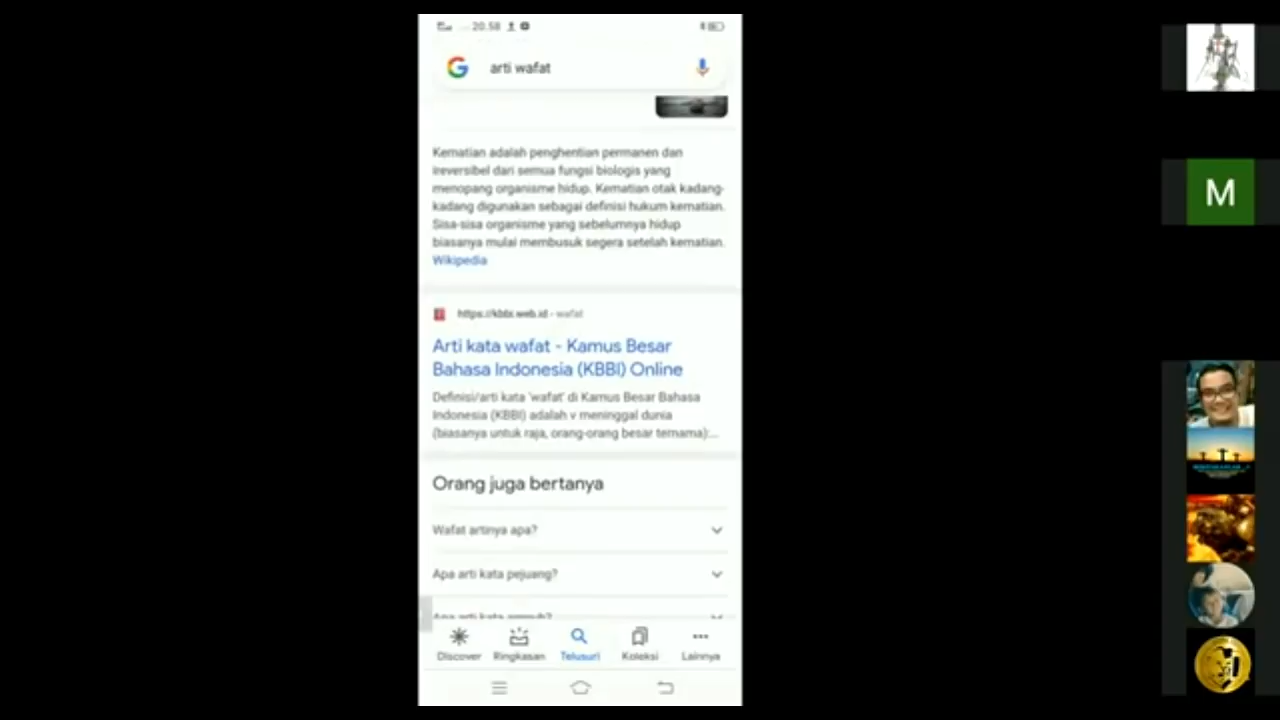 20.58
arti wafat
Kematian adalah penghentian permanen dan
ireversibel dari semua fungsi biologis yang
menopang organisme hidup. Kematian otak kadang-
kadang digunakan sebagai definisi hukum kematian.
Sisa-sisa organisme yang sebelumnya hidup
biasanya mulai membusuk segera setelah kematian.
Wikipedia
https://kbbi.web.id › wafat
Arti kata wafat - Kamus Besar
Bahasa Indonesia (KBBI) Online
Definisi/arti kata 'wafat' di Kamus Besar Bahasa
Indonesia (KBBI) adalah v meninggal dunia
(biasanya untuk raja, orang-orang besar ternama):...
Orang juga bertanya
Wafat artinya apa?
Apa arti kata pejuang?
Apa arti kata
Discover Ringkasan Telusuri Koleksi Lainnya
M